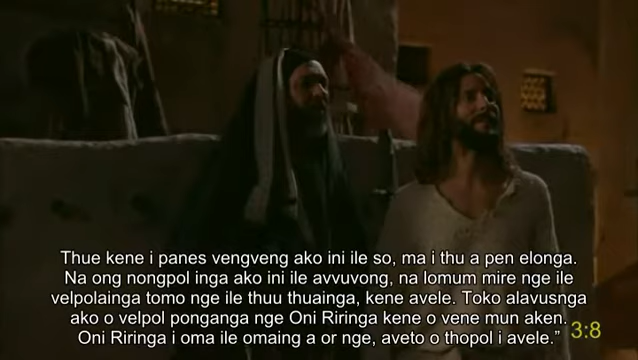 Thue kene i panes vengveng ako ini ile so, ma i thu a pen elonga.
Na ong nongpol inga ako ini ile avvuvong, na lomum mire nge ile
velpolainga tomo nge ile thuu thuainga, kene avele. Toko alavusnga
ako o velpol ponganga nge Oni Riringa kene o vene mun aken.
Oni Riringa i oma ile omaing a or nge, aveto o thopol i avele.”
3:8